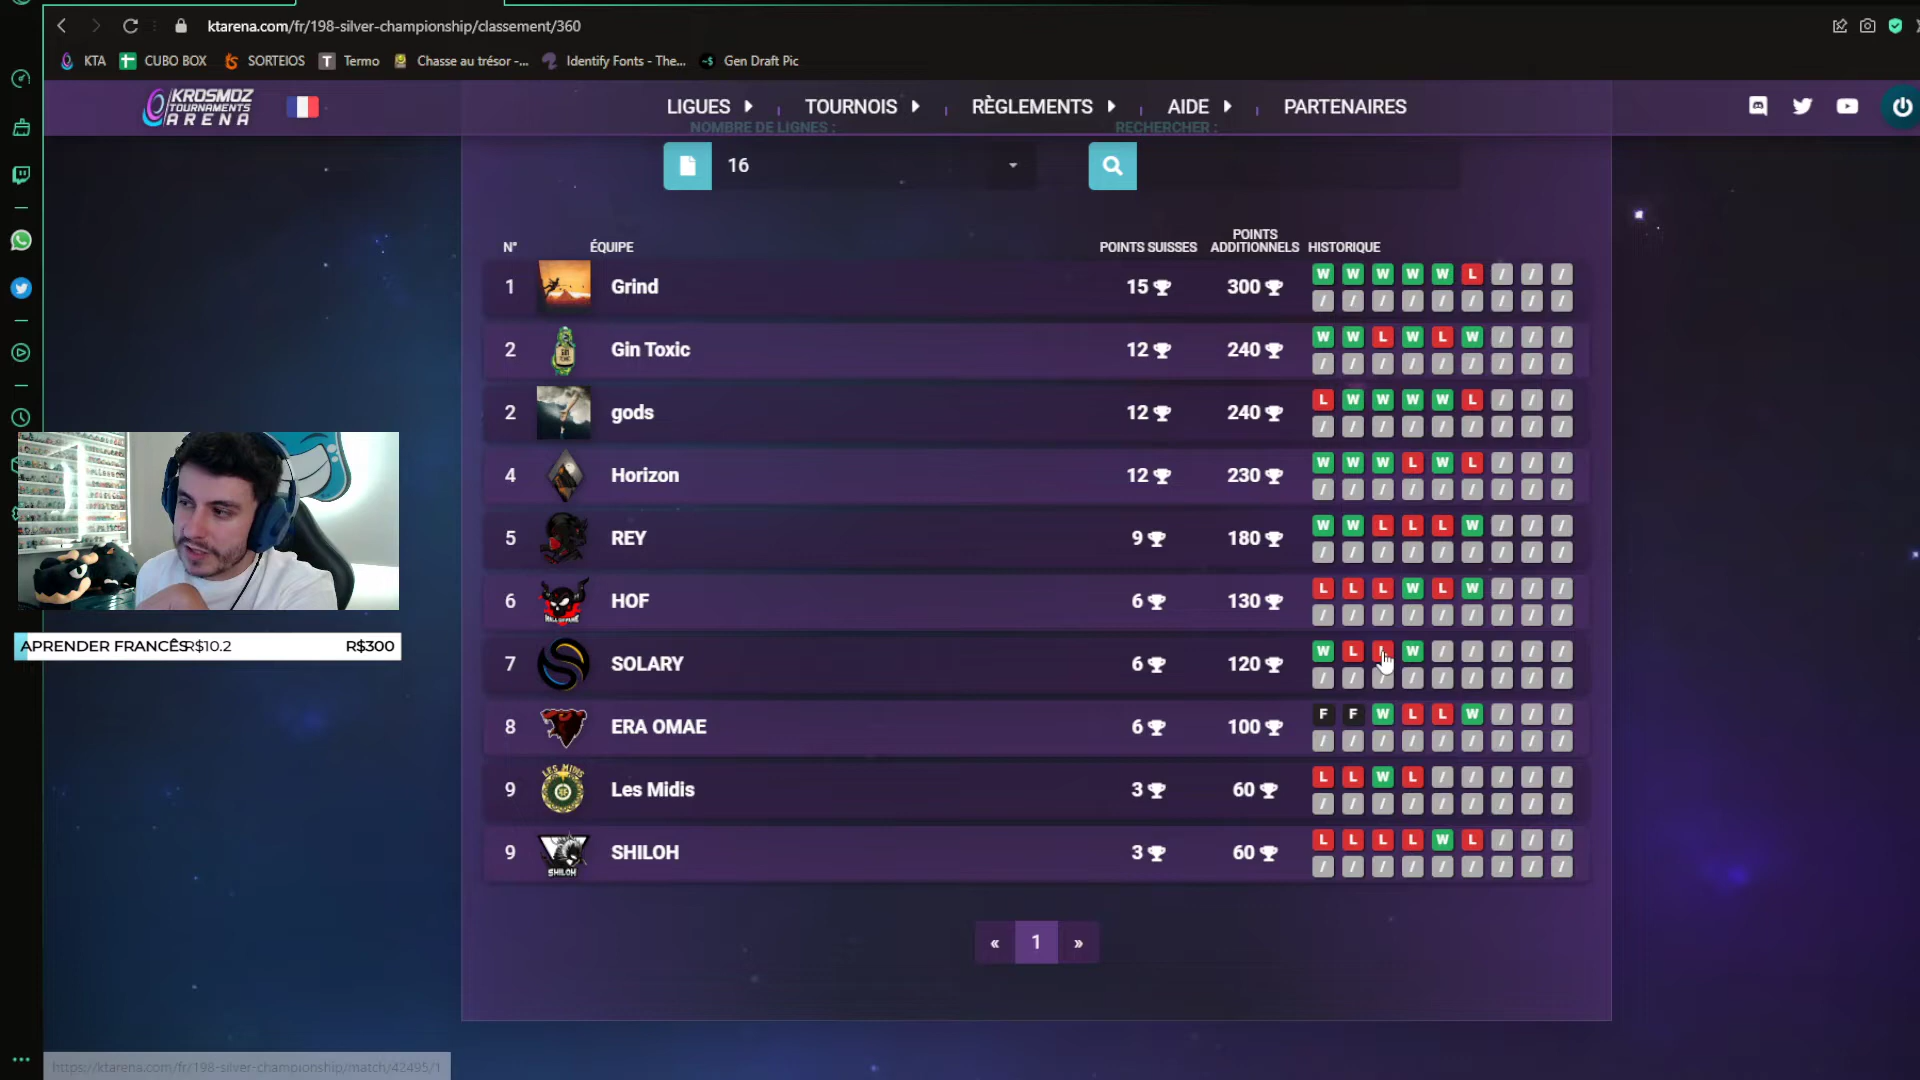 ktarena.com/fr/198-silver-championship/classement/360
KTA CUBO BOX SORTEIOS T Termo Chasse au trésor -... Identify Fonts - The... ~$ Gen Draft Pic
KROSMOZ TOURNAMENTS ARENA
LIGUES TOURNOIS RÈGLEMENTS AIDE PARTENAIRES
NOMBRE DE LIGNES : RECHERCHER :
16
N° ÉQUIPE POINTS SUISSES POINTS ADDITIONNELS HISTORIQUE
1 Grind 15 300 W W W W W L / / /
/ / / / / / / / /
2 Gin Toxic 12 240 W W L W L W / / /
/ / / / / / / / /
2 gods 12 240 L W W W W L / / /
/ / / / / / / / /
4 Horizon 12 230 W W W L W L / / /
/ / / / / / / / /
5 REY 9 180 W W L L L W / / /
/ / / / / / / / /
6 HOF 6 130 L L L W L W / / /
/ / / / / / / / /
7 SOLARY 6 120 W L L W / / / / /
/ / / / / / / / /
8 ERA OMAE 6 100 F F W L L W / / /
/ / / / / / / / /
LES MIDIS
9 Les Midis 3 60 L L W L / / / / /
/ / / / / / / / /
9 SHILOH 3 60 L L L L W L / / /
SHILOH
/ / / / / / / / /
« 1 »
APRENDER FRANCÊS R$10.2 R$300
https://ktarena.com/fr/198-silver-championship/match/42495/1